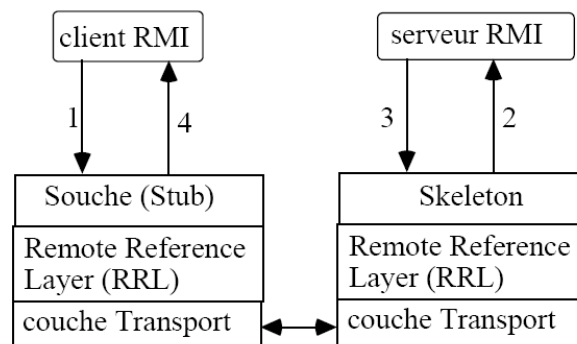 client RMI
serveur RMI
1
4
3
2
Souche (Stub)
Skeleton
Remote Reference
Layer (RRL)
Remote Reference
Layer (RRL)
couche Transport
couche Transport